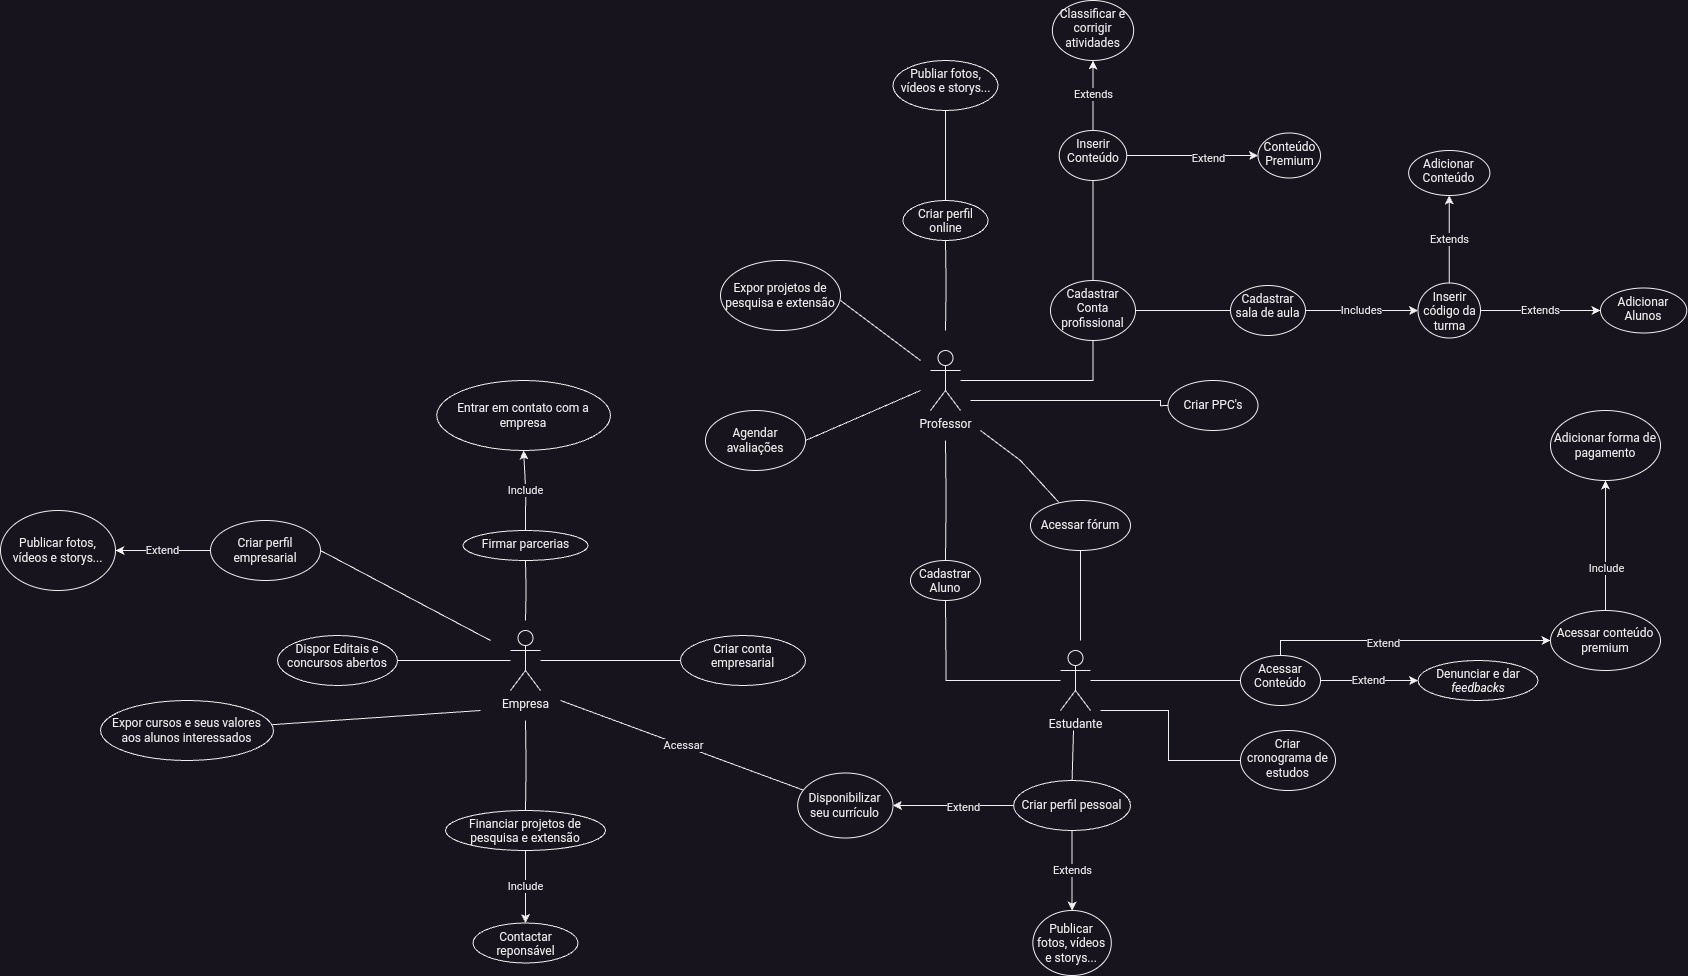 Classificar e
corrigir
atividades
Publiar fotos,
vídeos e storys...
Extends
Inserir
Conteúdo
Extend
Conteúdo
Premium
Adicionar
Conteúdo
Criar perfil
online
Extends
Expor projetos de
pesquisa e extensão
Cadastrar
Conta
profissional
Cadastrar
sala de aula
Includes
Inserir
código da
turma
Extends
Adicionar
Alunos
Entrar em contato com a
empresa
Professor
Criar PPC's
Agendar
avaliações
Adicionar forma de
pagamento
Include
Acessar fórum
Publicar fotos,
vídeos e storys...
Extend
Criar perfil
empresarial
Firmar parcerias
Cadastrar
Aluno
Include
Dispor Editais e
concursos abertos
Criar conta
empresarial
Extend
Acessar conteúdo
premium
Acessar
Conteúdo
Extend
Denunciar e dar
feedbacks
Empresa
Estudante
Expor cursos e seus valores
aos alunos interessados
Acessar
Criar
cronograma de
estudos
Disponibilizar
seu currículo
Extend
Criar perfil pessoal
Financiar projetos de
pesquisa e extensão
Extends
Include
Contactar
reponsável
Publicar
fotos, vídeos
e storys...